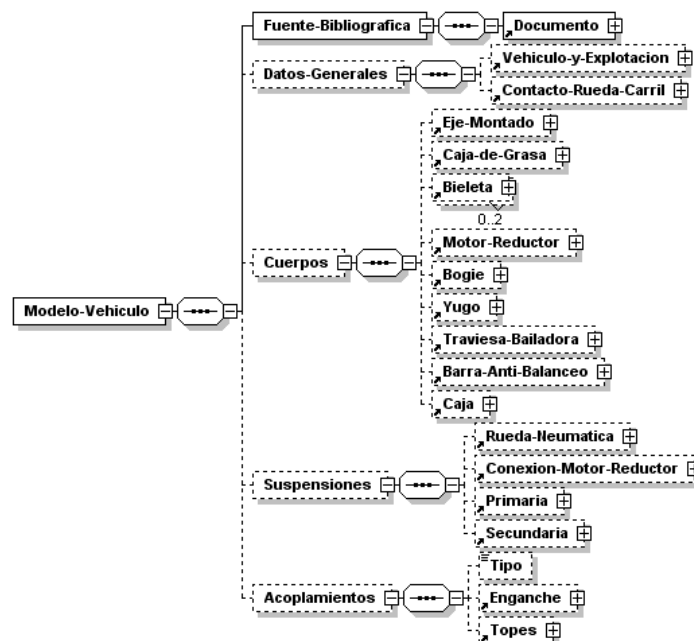 Fuente-Bibliografica
Documento
Datos-Generales
Vehiculo-y-Explotacion
Contacto-Rueda-Carril
Eje-Montado
Caja-de-Grasa
Bieleta
0..2
Cuerpos
Motor-Reductor
Bogie
Yugo
Modelo-Vehiculo
Traviesa-Bailadora
Barra-Anti-Balanceo
Caja
Rueda-Neumatica
Conexion-Motor-Reductor
Suspensiones
Primaria
Secundaria
Tipo
Acoplamientos
Enganche
Topes